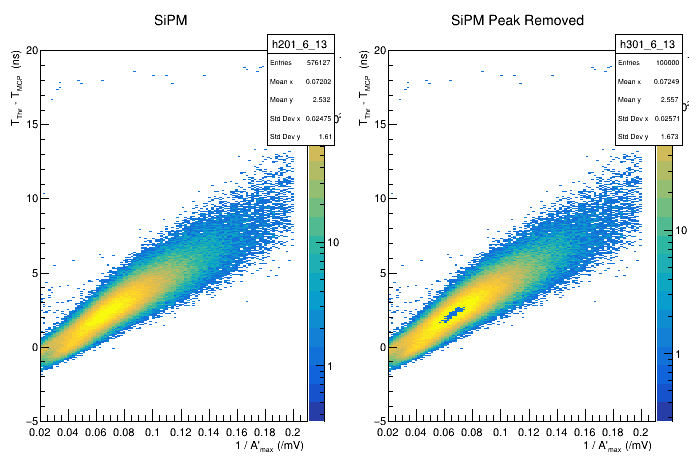 SiPM
h201_6_13
Entries 576127
Mean x 0.07202
Mean y 2.532
Std Dev x 0.02475
Std Dev y 1.61
T_Thr - T_MCP (ns)
20
15
10
5
0
−5
0.02 0.04 0.06 0.08 0.1 0.12 0.14 0.16 0.18 0.2
1 / A'_max (/mV)
10
1
SiPM Peak Removed
h301_6_13
Entries 100000
Mean x 0.07249
Mean y 2.557
Std Dev x 0.02571
Std Dev y 1.673
T_Thr - T_MCP (ns)
20
15
10
5
0
−5
0.02 0.04 0.06 0.08 0.1 0.12 0.14 0.16 0.18 0.2
1 / A'_max (/mV)
10
1